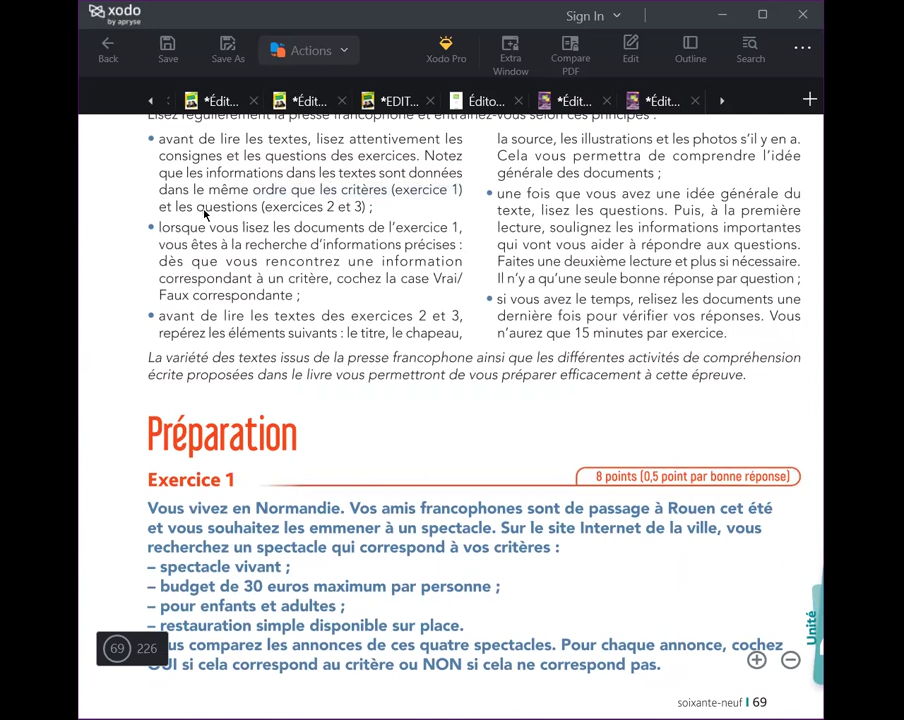 xodo
by apryse
Sign In
Back
Save
Save As
Actions
Xodo Pro
Extra
Window
Compare
PDF
Edit
Outline
Search
*Édit...
*Édit...
*EDIT...
Édito...
*Édit...
*Édit...
Lisez régulièrement la presse francophone et entraînez-vous selon ces principes :
• avant de lire les textes, lisez attentivement les
consignes et les questions des exercices. Notez
que les informations dans les textes sont données
dans le même ordre que les critères (exercice 1)
et les questions (exercices 2 et 3) ;
• lorsque vous lisez les documents de l'exercice 1,
vous êtes à la recherche d'informations précises :
dès que vous rencontrez une information
correspondant à un critère, cochez la case Vrai/
Faux correspondante ;
• avant de lire les textes des exercices 2 et 3,
repérez les éléments suivants : le titre, le chapeau,
la source, les illustrations et les photos s'il y en a.
Cela vous permettra de comprendre l'idée
générale des documents ;
• une fois que vous avez une idée générale du
texte, lisez les questions. Puis, à la première
lecture, soulignez les informations importantes
qui vont vous aider à répondre aux questions.
Faites une deuxième lecture et plus si nécessaire.
Il n'y a qu'une seule bonne réponse par question ;
• si vous avez le temps, relisez les documents une
dernière fois pour vérifier vos réponses. Vous
n'aurez que 15 minutes par exercice.
La variété des textes issus de la presse francophone ainsi que les différentes activités de compréhension
écrite proposées dans le livre vous permettront de vous préparer efficacement à cette épreuve.
Préparation
Exercice 1
8 points (0,5 point par bonne réponse)
Vous vivez en Normandie. Vos amis francophones sont de passage à Rouen cet été
et vous souhaitez les emmener à un spectacle. Sur le site Internet de la ville, vous
recherchez un spectacle qui correspond à vos critères :
– spectacle vivant ;
– budget de 30 euros maximum par personne ;
– pour enfants et adultes ;
– restauration simple disponible sur place.
comparez les annonces de ces quatre spectacles. Pour chaque annonce, cochez
si cela correspond au critère ou NON si cela ne correspond pas.
69 226
Unité
soixante-neuf 69